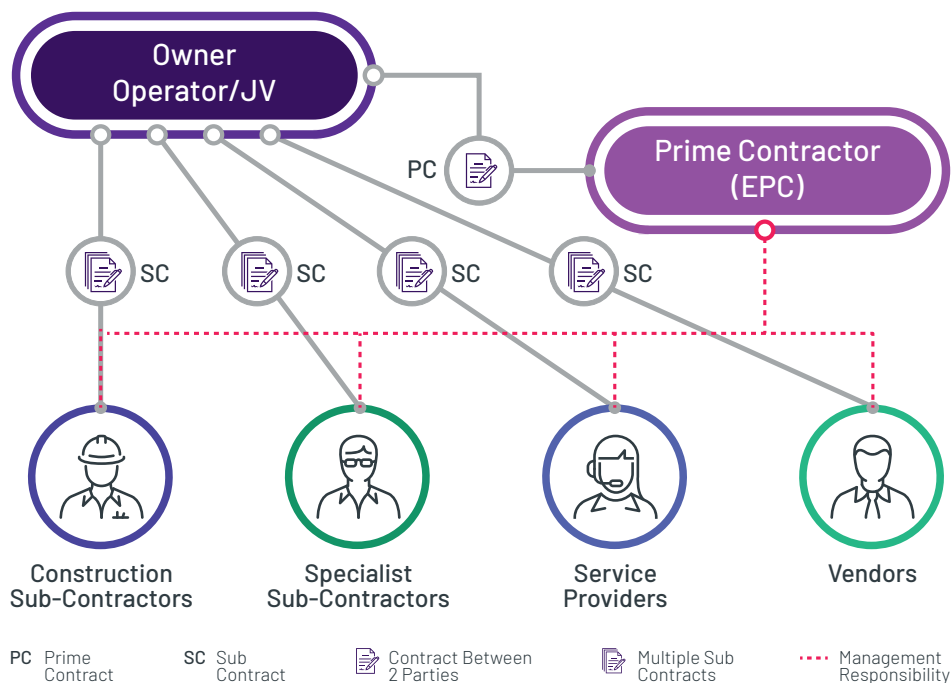 Owner
Operator/JV
PC
Prime Contractor
(EPC)
SC
SC
SC
SC
Construction
Sub-Contractors
Specialist
Sub-Contractors
Service
Providers
Vendors
PC Prime
Contract
SC Sub
Contract
Contract Between
2 Parties
Multiple Sub
Contracts
Management
Responsibility